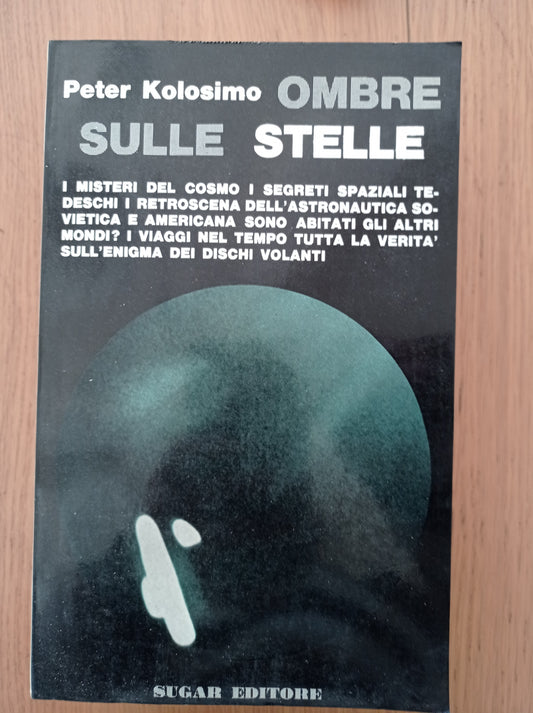 Peter Kolosimo OMBRE
SULLE STELLE
I MISTERI DEL COSMO I SEGRETI SPAZIALI TE-
DESCHI I RETROSCENA DELL'ASTRONAUTICA SO-
VIETICA E AMERICANA SONO ABITATI GLI ALTRI
MONDI? I VIAGGI NEL TEMPO TUTTA LA VERITA'
SULL'ENIGMA DEI DISCHI VOLANTI
SUGAR EDITORE